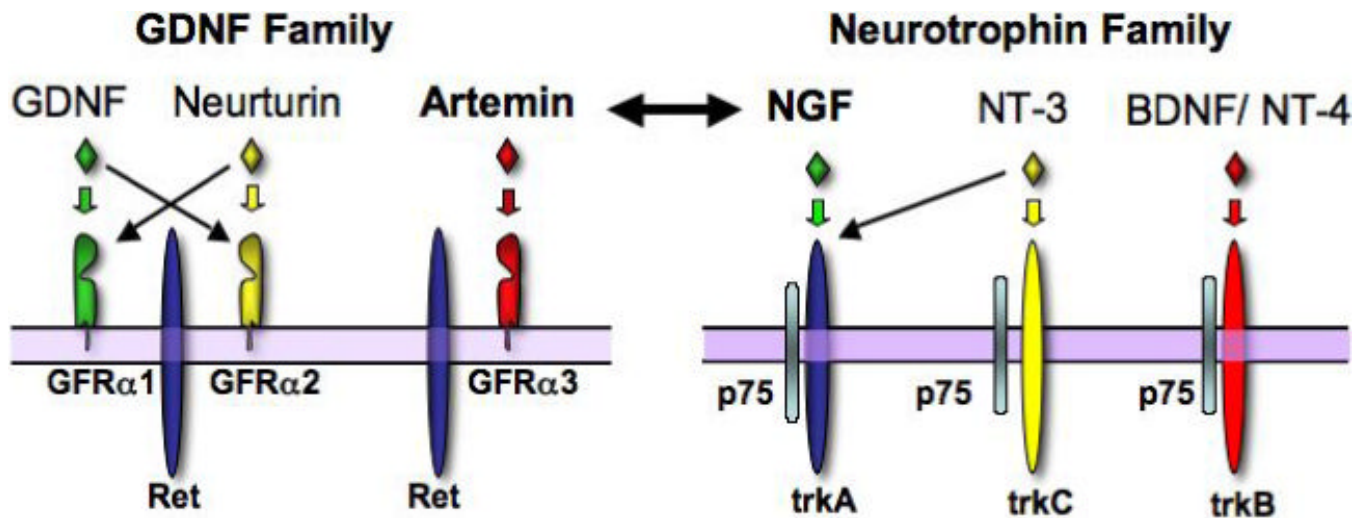 GDNF Family
Neurotrophin Family
GDNF Neurturin Artemin NGF NT-3 BDNF/ NT-4
GFRα1 GFRα2 GFRα3 p75 p75 p75
Ret Ret trkA trkC trkB